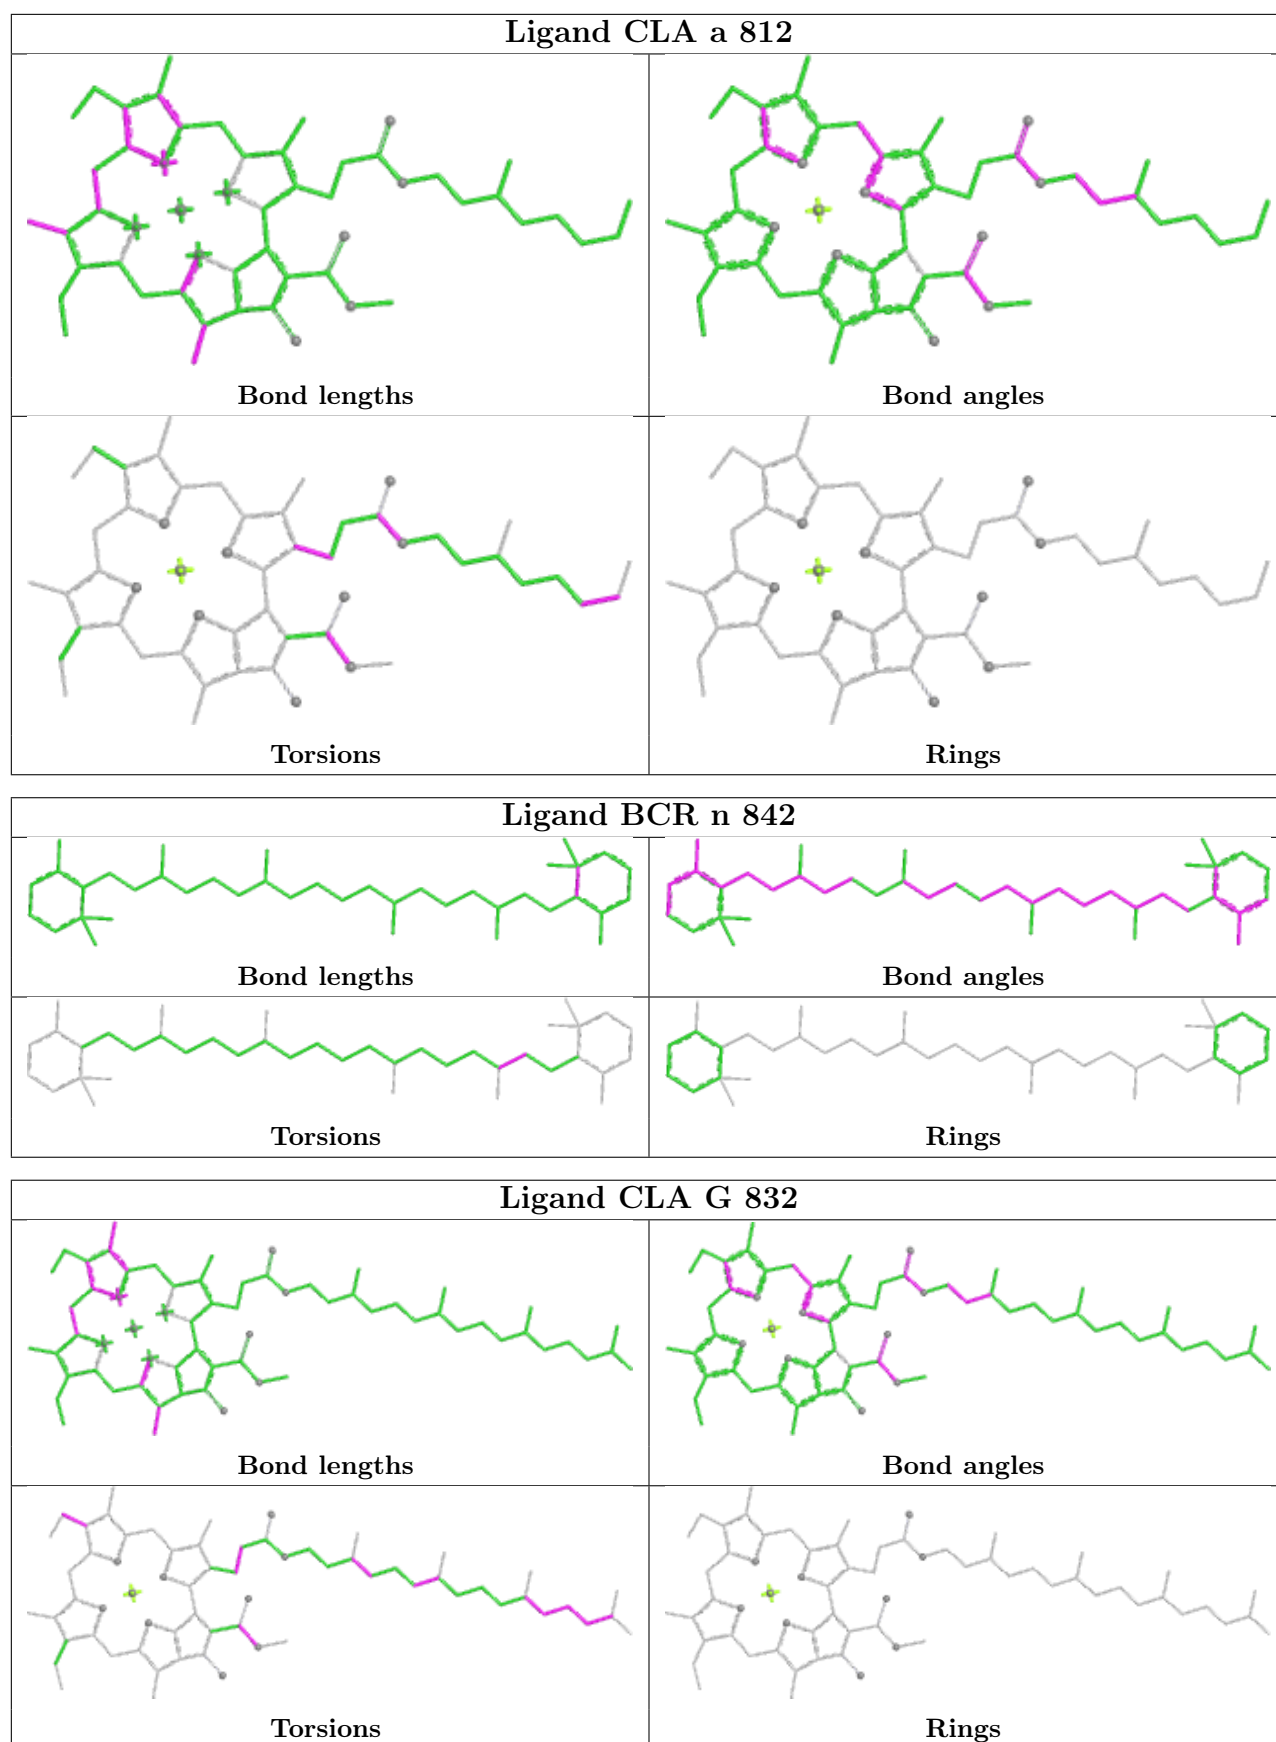 Ligand CLA a 812
Bond lengths
Bond angles
Torsions
Rings
Ligand BCR n 842
Bond lengths
Bond angles
Torsions
Rings
Ligand CLA G 832
Bond lengths
Bond angles
Torsions
Rings